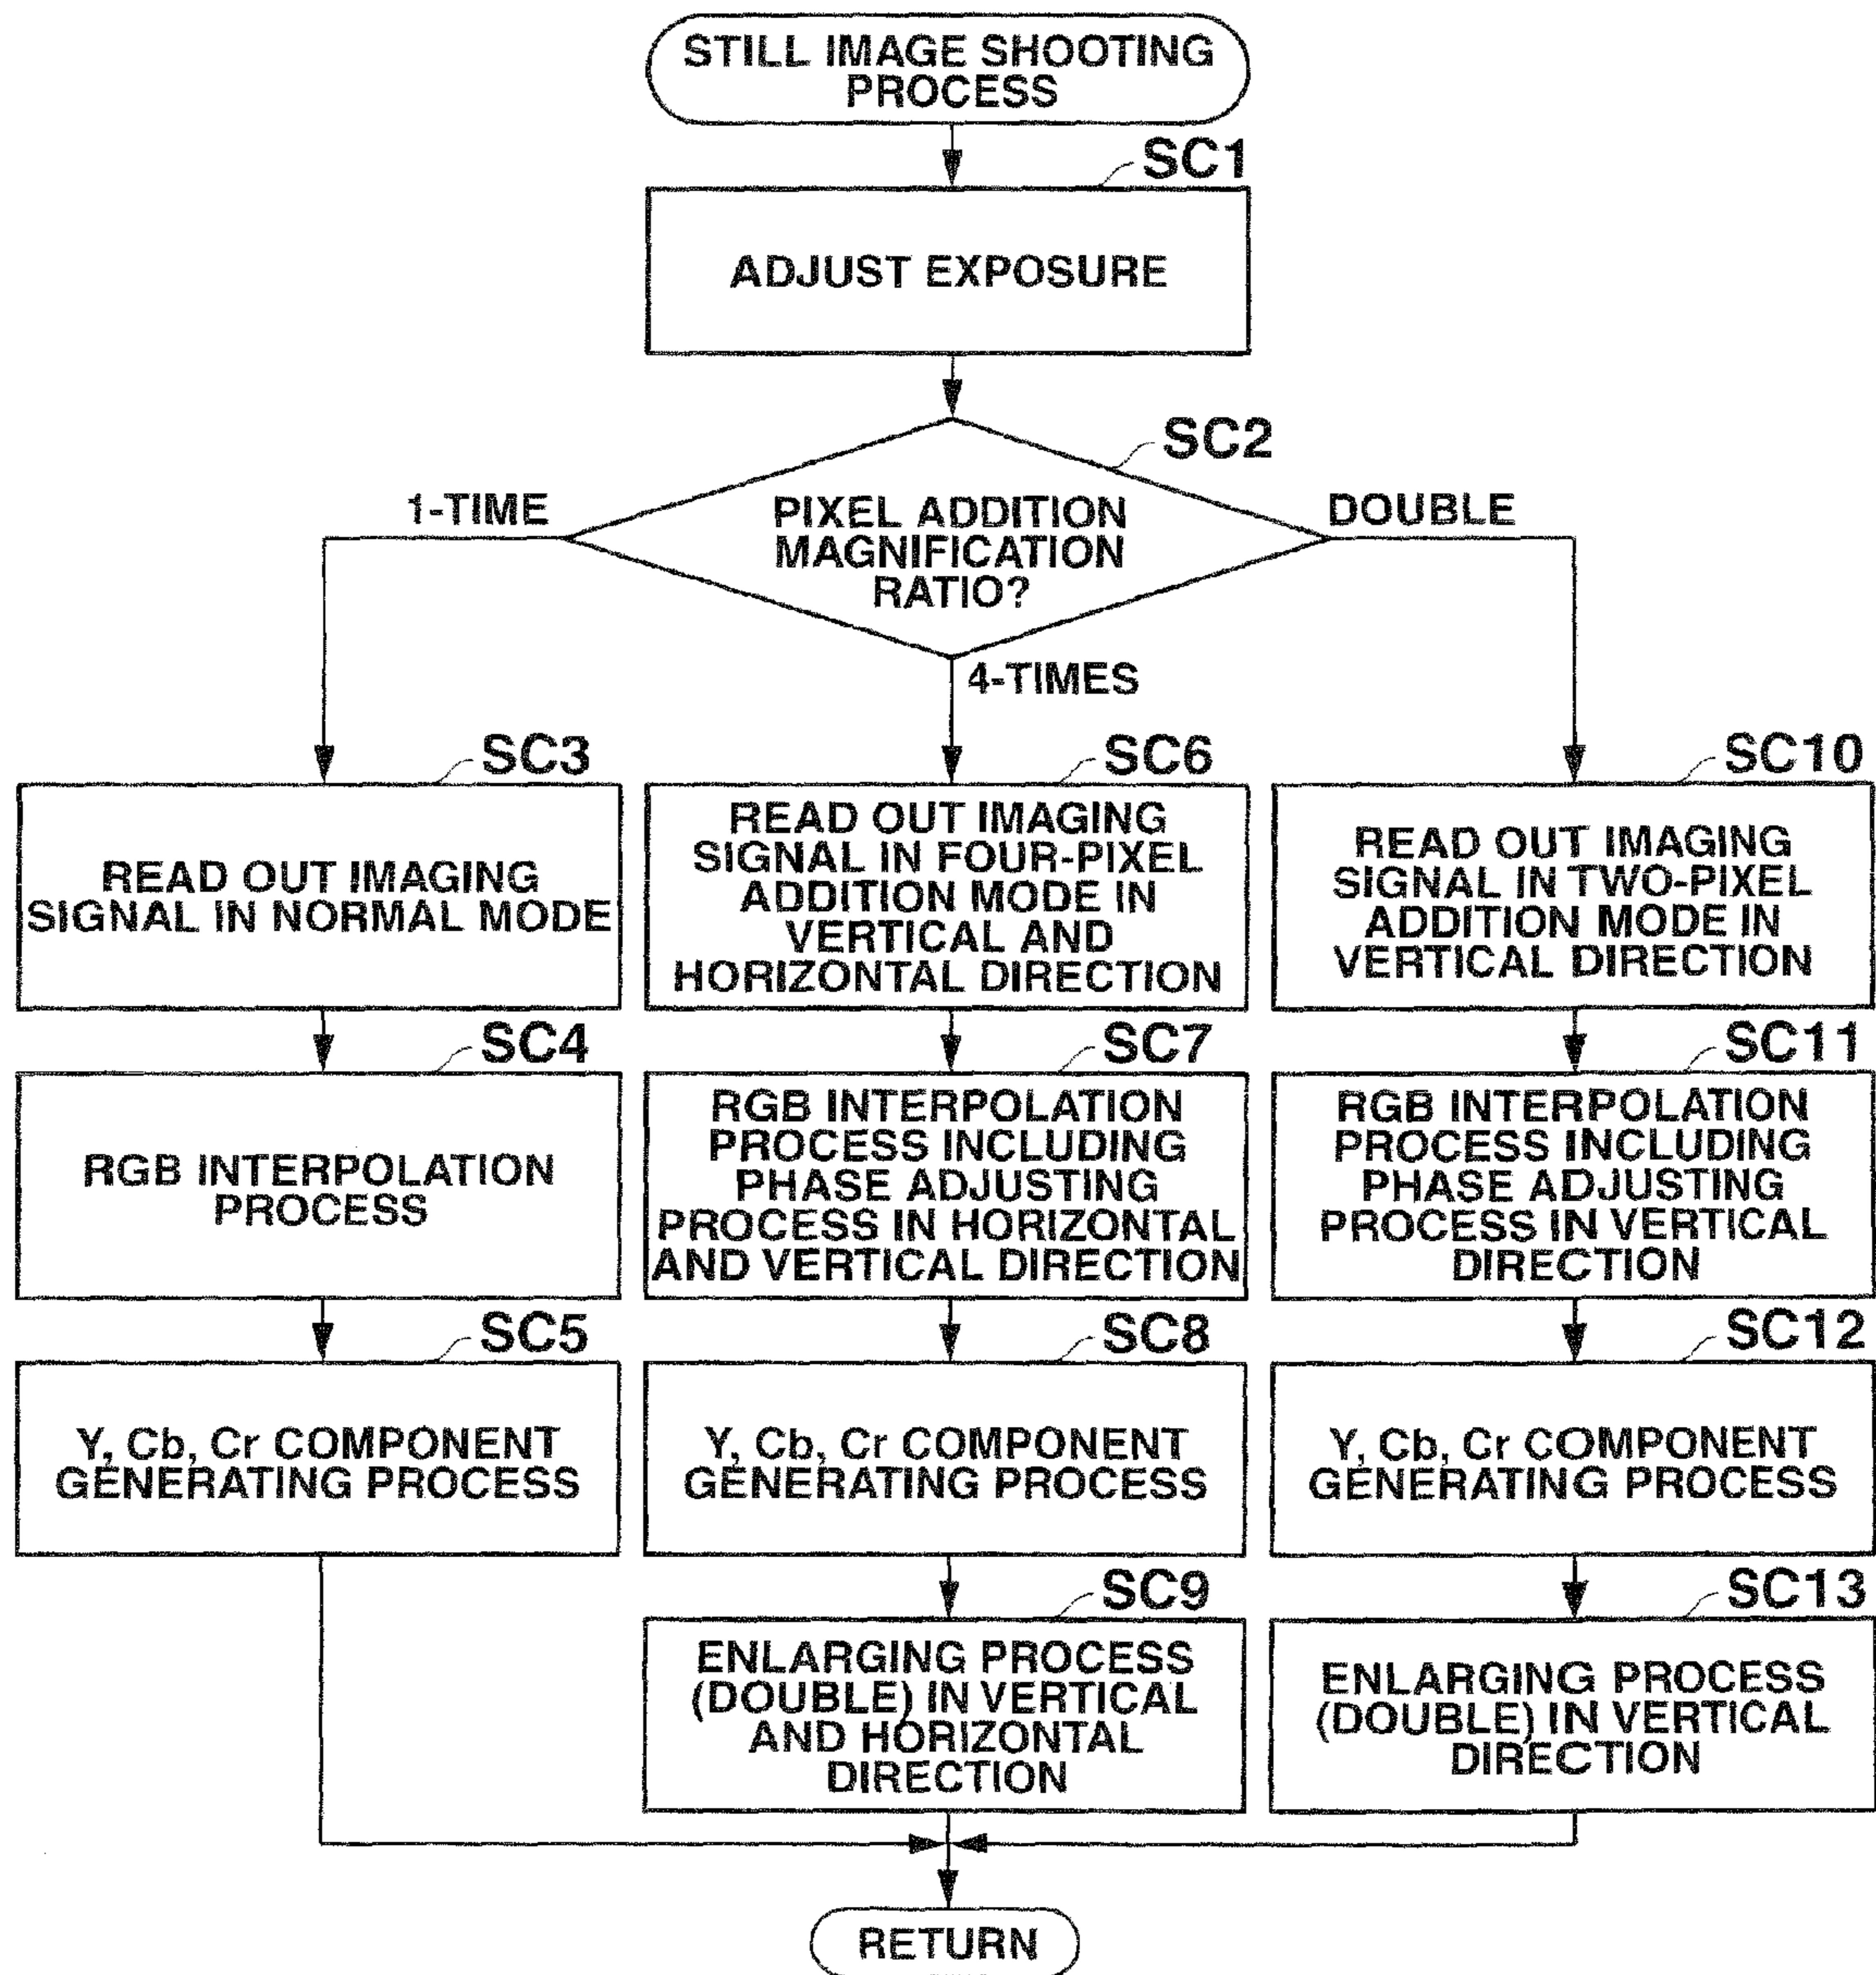 STILL IMAGE SHOOTING
PROCESS
SC1
ADJUST EXPOSURE
SC2
PIXEL ADDITION
MAGNIFICATION
RATIO?
1-TIME
4-TIMES
DOUBLE
SC3
READ OUT IMAGING
SIGNAL IN NORMAL MODE
SC4
RGB INTERPOLATION
PROCESS
SC5
Y, Cb, Cr COMPONENT
GENERATING PROCESS
SC6
READ OUT IMAGING
SIGNAL IN FOUR-PIXEL
ADDITION MODE IN
VERTICAL AND
HORIZONTAL DIRECTION
SC7
RGB INTERPOLATION
PROCESS INCLUDING
PHASE ADJUSTING
PROCESS IN HORIZONTAL
AND VERTICAL DIRECTION
SC8
Y, Cb, Cr COMPONENT
GENERATING PROCESS
SC9
ENLARGING PROCESS
(DOUBLE) IN VERTICAL
AND HORIZONTAL
DIRECTION
SC10
READ OUT IMAGING
SIGNAL IN TWO-PIXEL
ADDITION MODE IN
VERTICAL DIRECTION
SC11
RGB INTERPOLATION
PROCESS INCLUDING
PHASE ADJUSTING
PROCESS IN VERTICAL
DIRECTION
SC12
Y, Cb, Cr COMPONENT
GENERATING PROCESS
SC13
ENLARGING PROCESS
(DOUBLE) IN VERTICAL
DIRECTION
RETURN